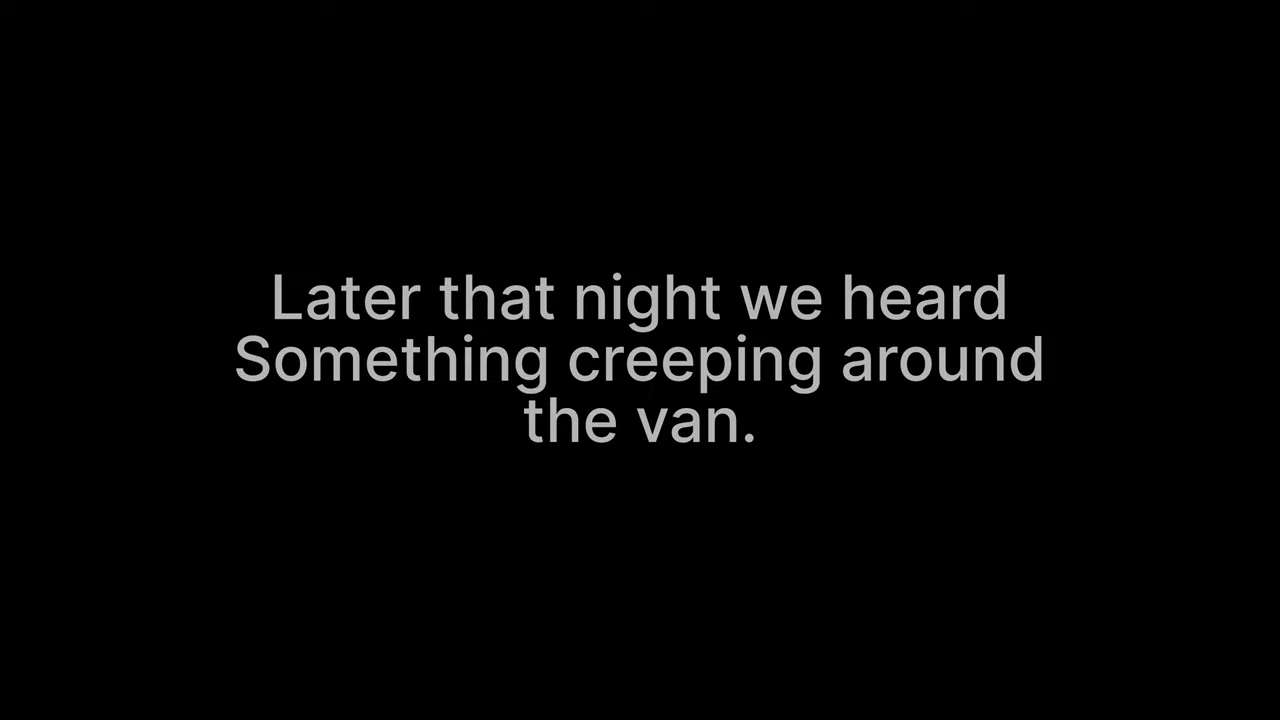 Later that night we heard
Something creeping around
the van.